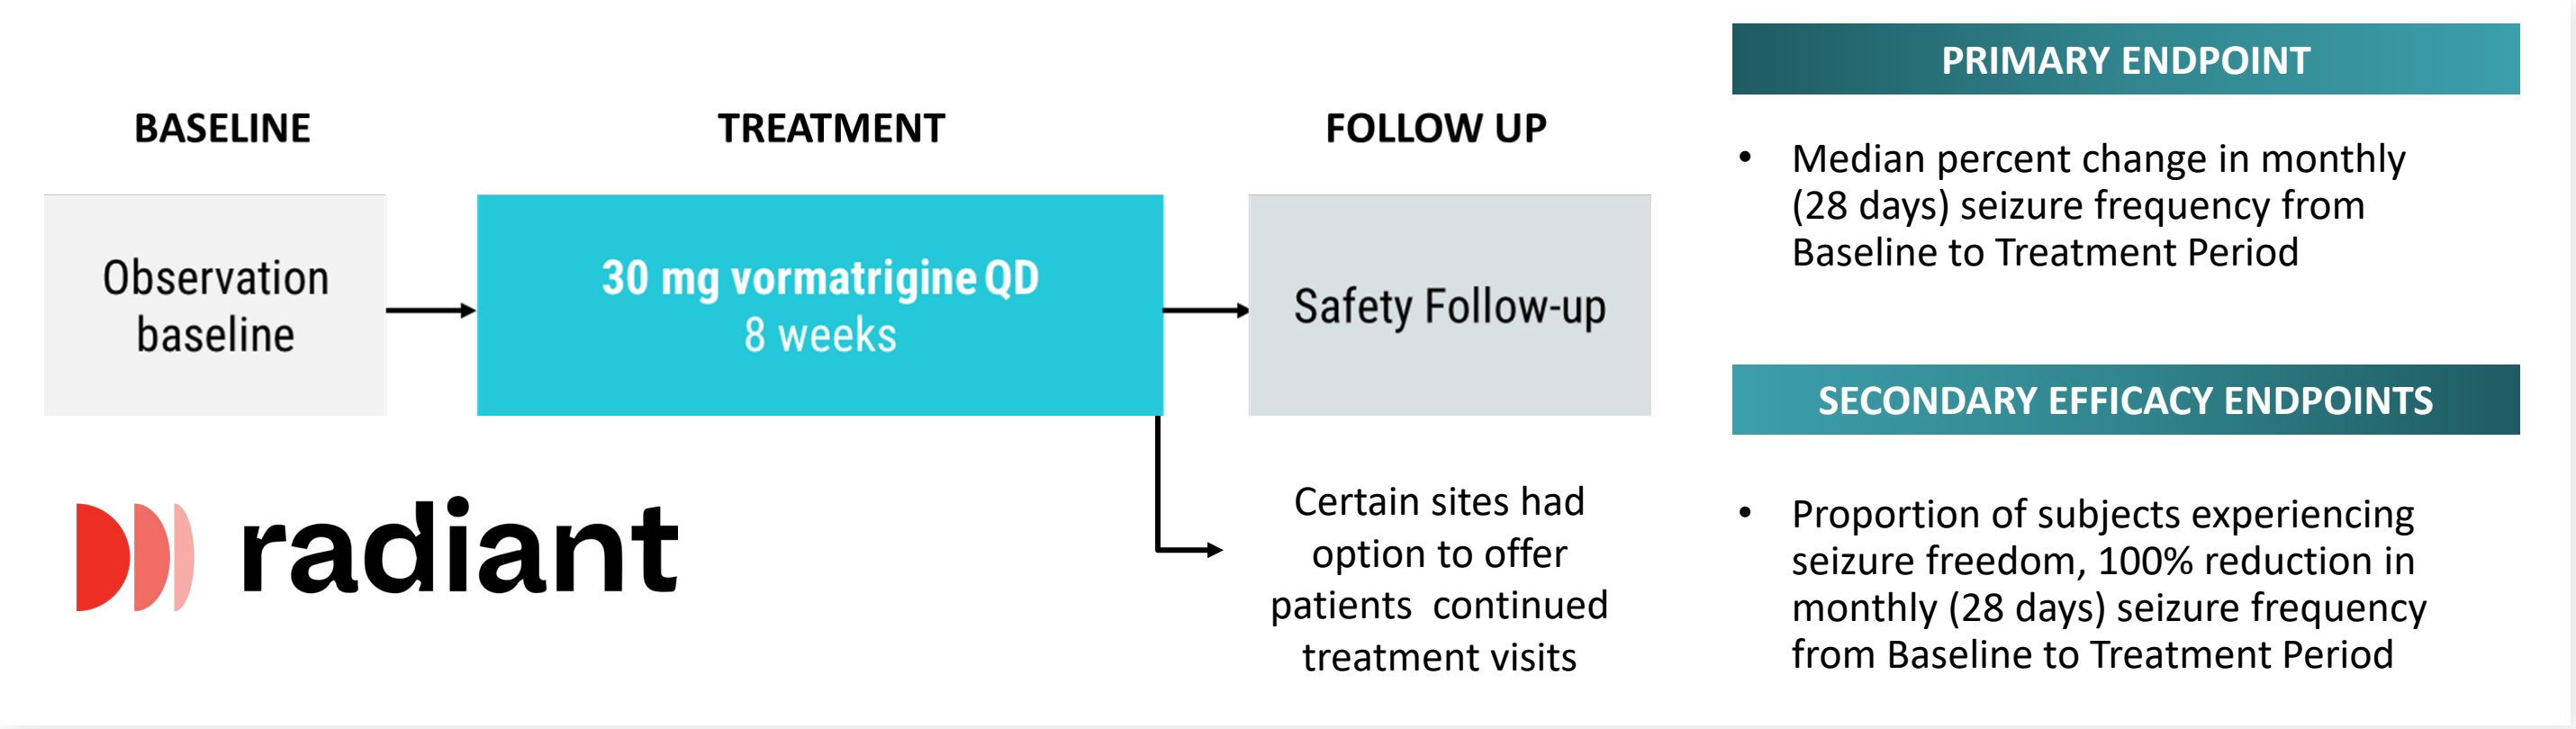 BASELINE
Observation
baseline
TREATMENT
30 mg vormatrigine QD
8 weeks
FOLLOW UP
Safety Follow-up
Certain sites had
option to offer
patients  continued
treatment visits
radiant
PRIMARY ENDPOINT
• Median percent change in monthly
(28 days) seizure frequency from
Baseline to Treatment Period
SECONDARY EFFICACY ENDPOINTS
• Proportion of subjects experiencing
seizure freedom, 100% reduction in
monthly (28 days) seizure frequency
from Baseline to Treatment Period